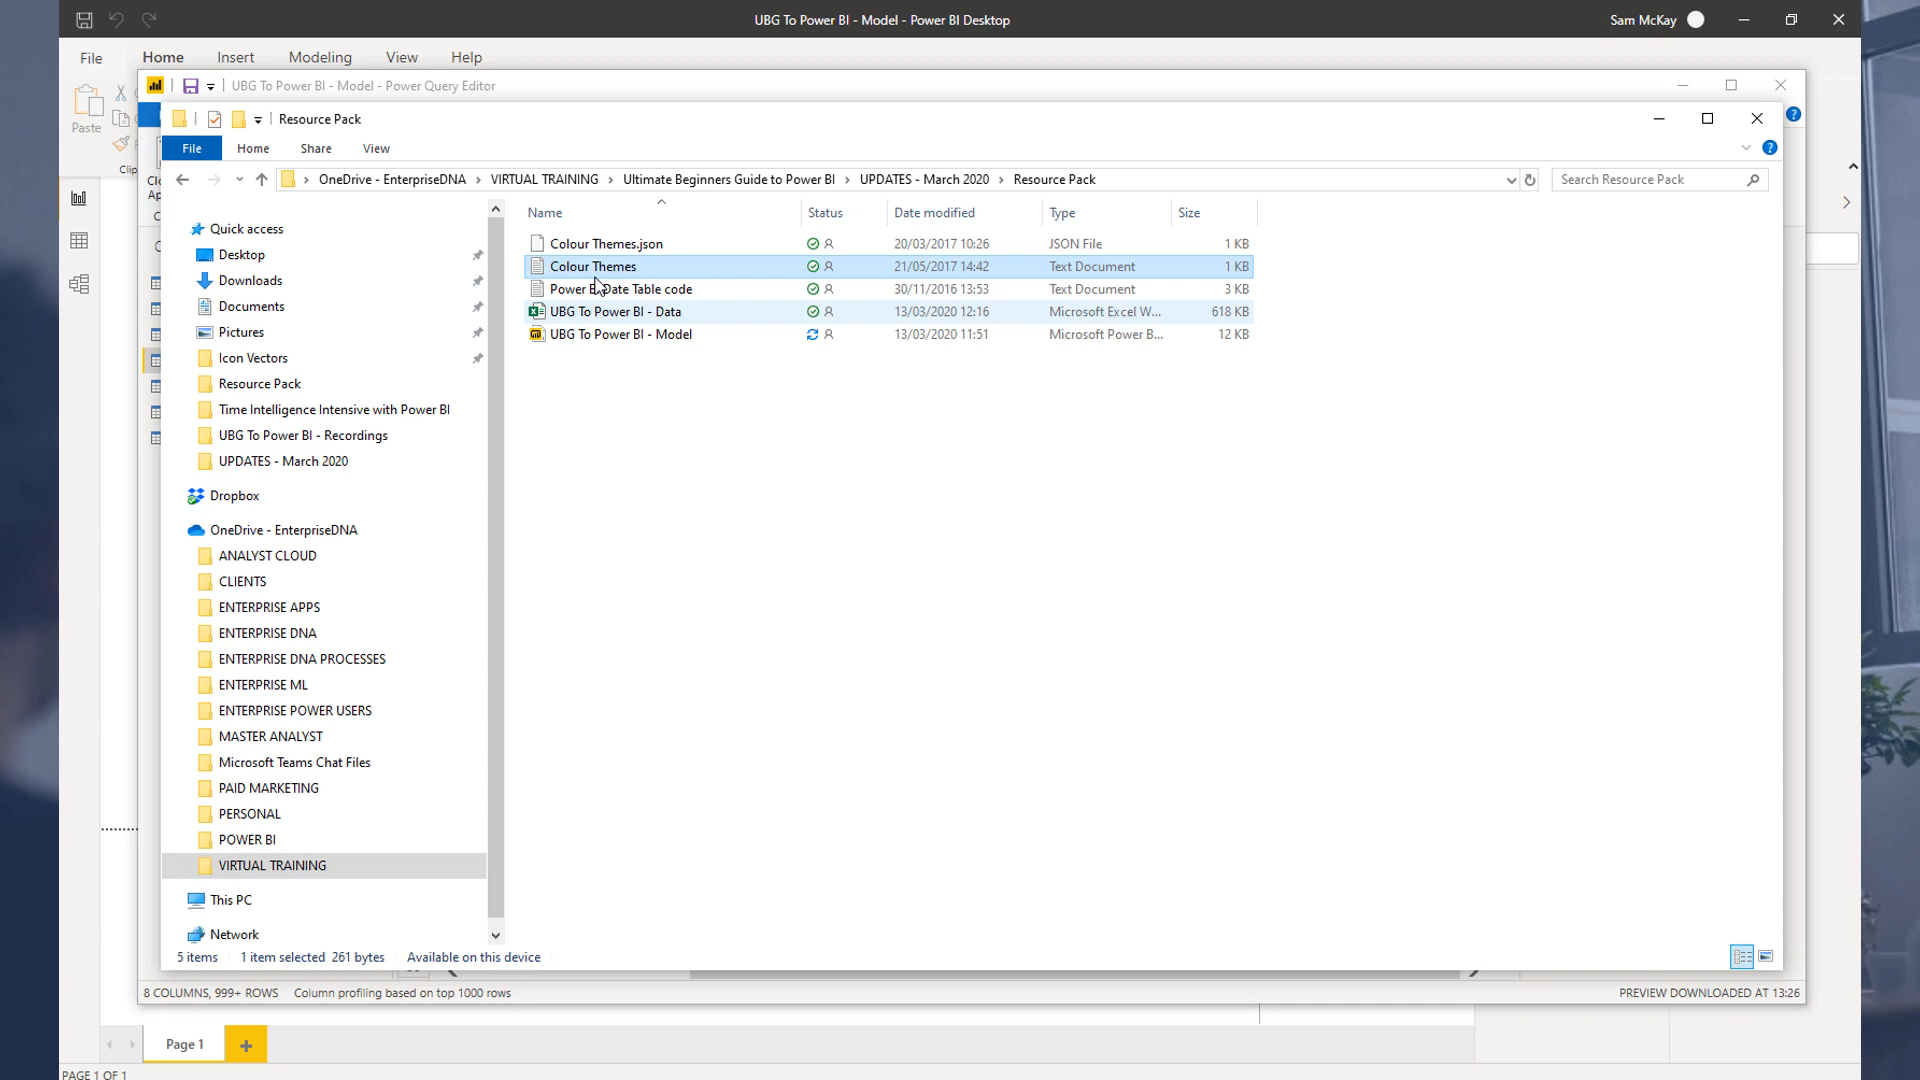 UBG To Power BI - Model - Power BI Desktop
Sam McKay
File Home Insert Modeling View Help
UBG To Power BI - Model - Power Query Editor
Paste
Resource Pack
File Home Share View
Clip
OneDrive - EnterpriseDNA > VIRTUAL TRAINING > Ultimate Beginners Guide to Power BI > UPDATES - March 2020 > Resource Pack
Search Resource Pack
Name Status Date modified Type Size
Colour Themes.json 20/03/2017 10:26 JSON File 1 KB
Colour Themes 21/05/2017 14:42 Text Document 1 KB
Power BI Date Table code 30/11/2016 13:53 Text Document 3 KB
UBG To Power BI - Data 13/03/2020 12:16 Microsoft Excel W... 618 KB
UBG To Power BI - Model 13/03/2020 11:51 Microsoft Power B... 12 KB
Quick access
Desktop
Downloads
Documents
Pictures
Icon Vectors
Resource Pack
Time Intelligence Intensive with Power BI
UBG To Power BI - Recordings
UPDATES - March 2020
Dropbox
OneDrive - EnterpriseDNA
ANALYST CLOUD
CLIENTS
ENTERPRISE APPS
ENTERPRISE DNA
ENTERPRISE DNA PROCESSES
ENTERPRISE ML
ENTERPRISE POWER USERS
MASTER ANALYST
Microsoft Teams Chat Files
PAID MARKETING
PERSONAL
POWER BI
VIRTUAL TRAINING
This PC
Network
5 items 1 item selected 261 bytes Available on this device
8 COLUMNS, 999+ ROWS Column profiling based on top 1000 rows
PREVIEW DOWNLOADED AT 13:26
Page 1
PAGE 1 OF 1